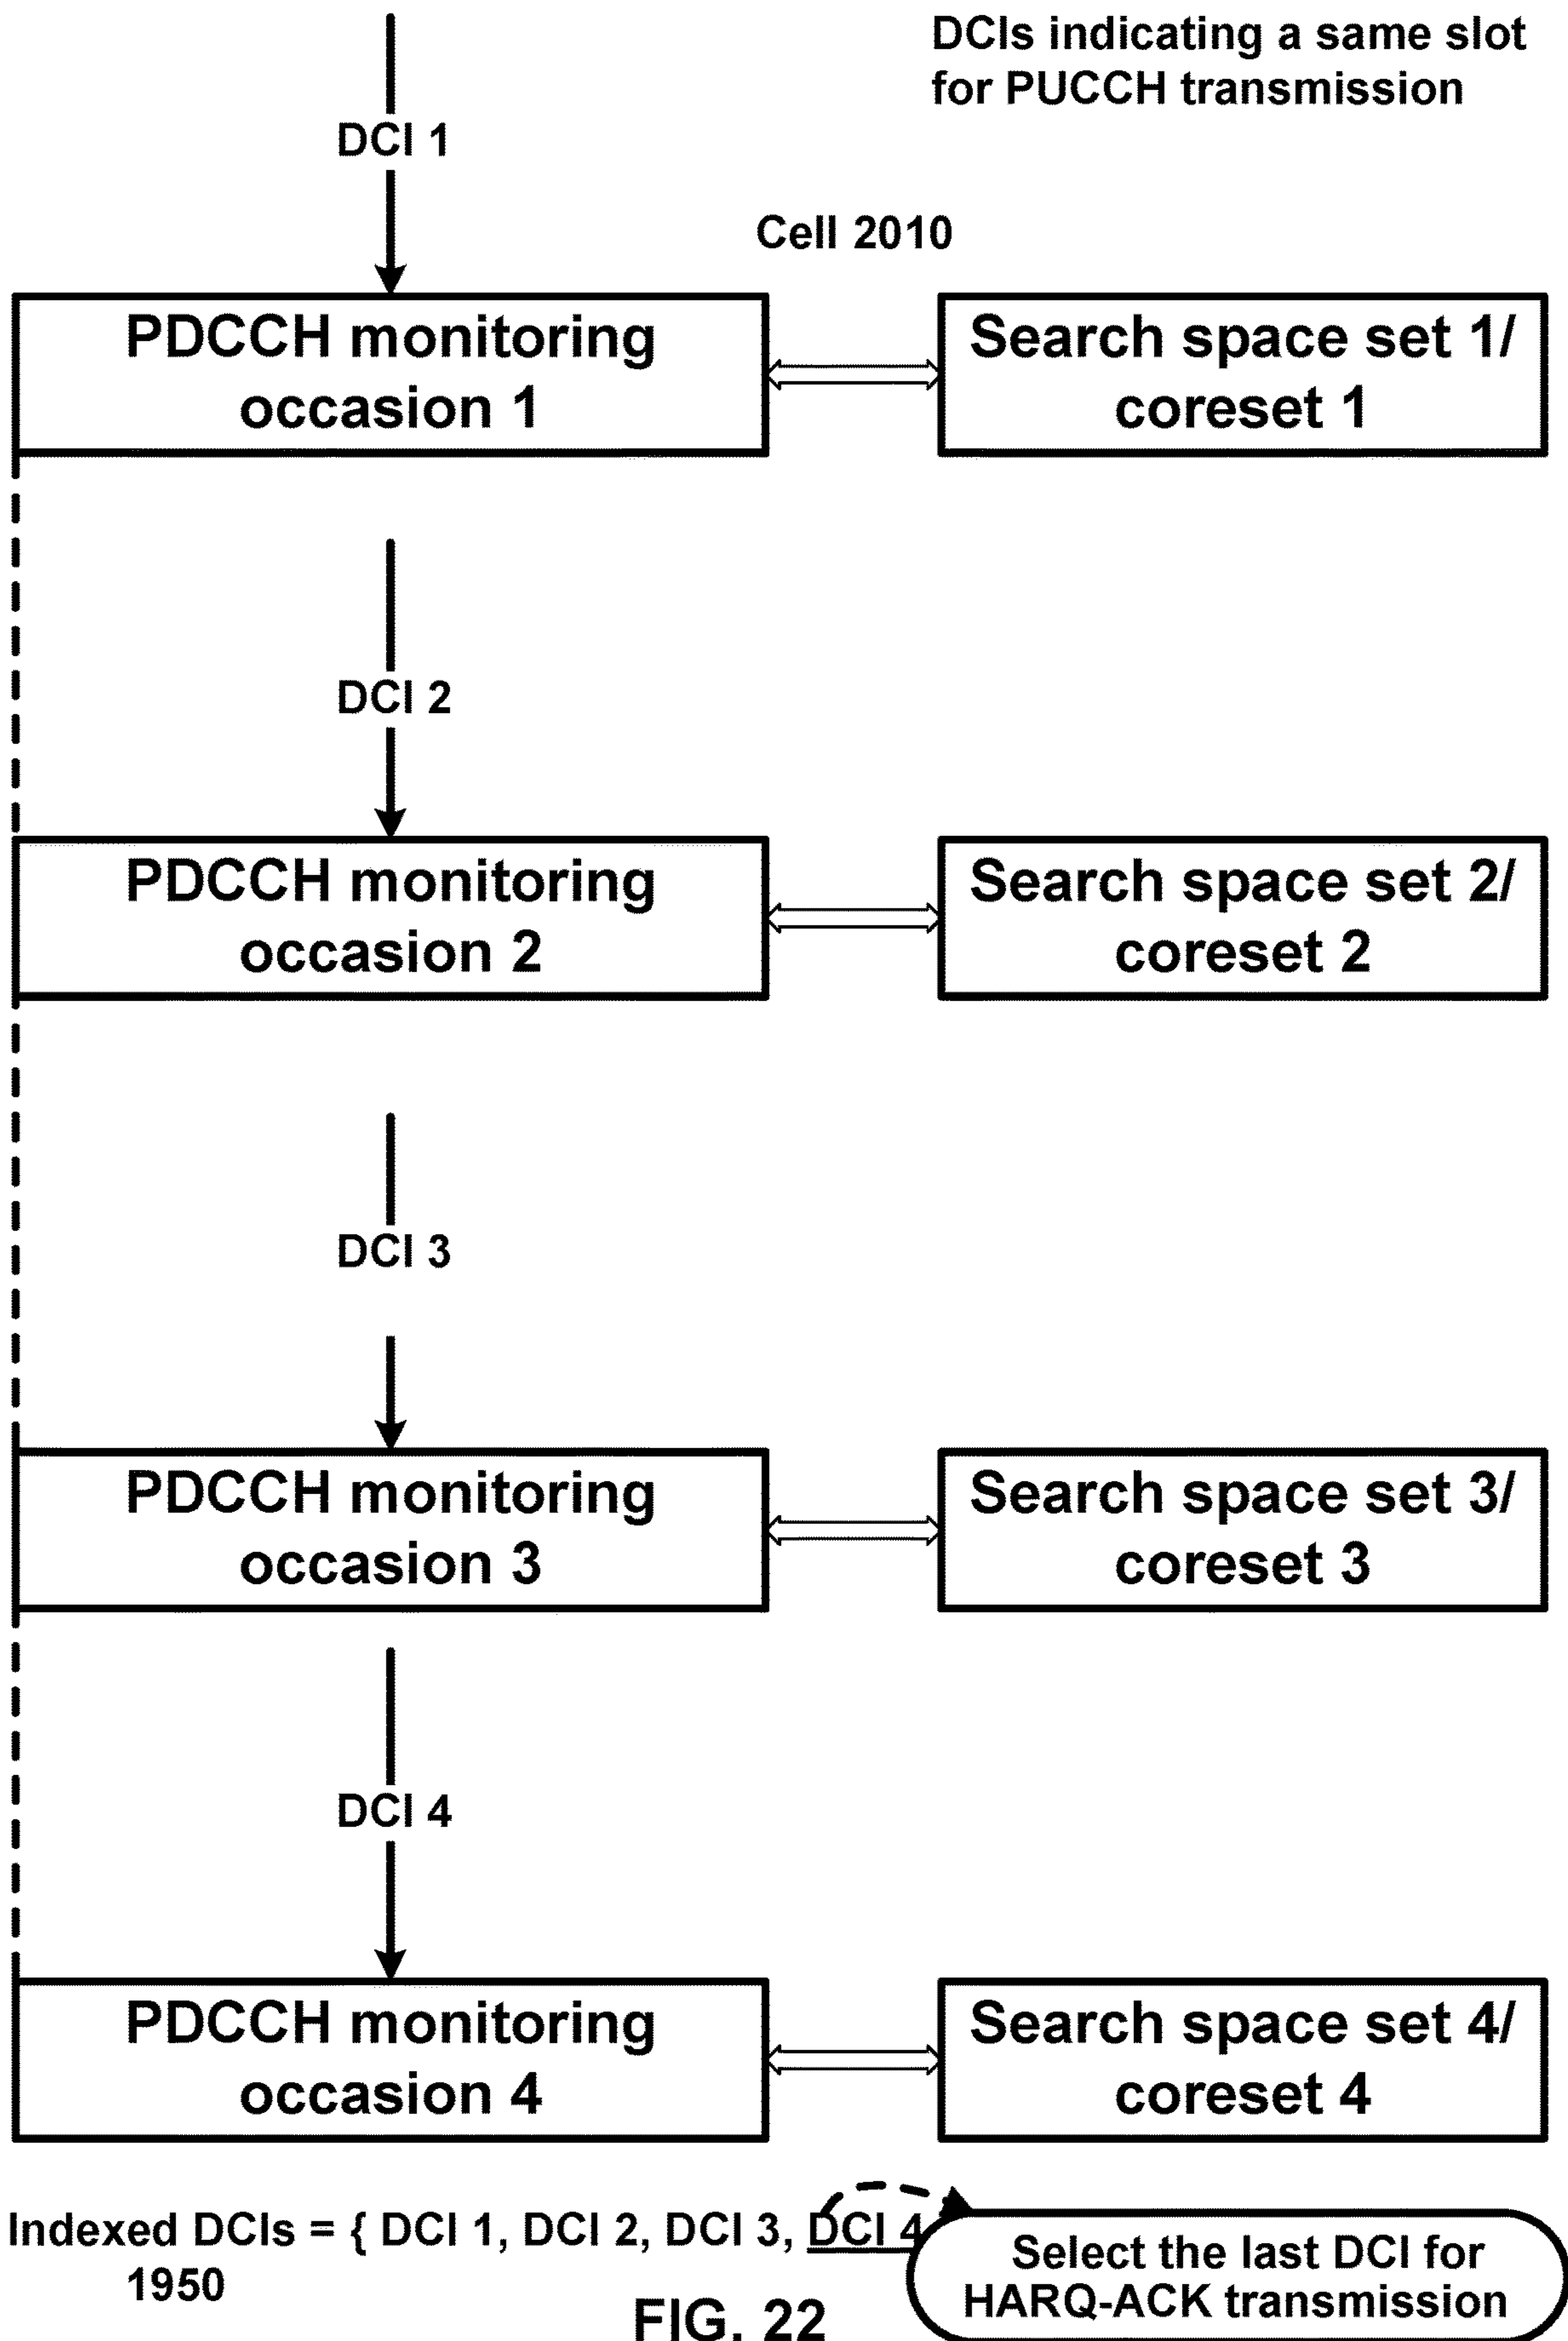 DCIs indicating a same slot
for PUCCH transmission
DCI 1
Cell 2010
PDCCH monitoring
occasion 1
Search space set 1/
coreset 1
DCI 2
PDCCH monitoring
occasion 2
Search space set 2/
coreset 2
DCI 3
PDCCH monitoring
occasion 3
Search space set 3/
coreset 3
DCI 4
PDCCH monitoring
occasion 4
Search space set 4/
coreset 4
Indexed DCIs = { DCI 1, DCI 2, DCI 3, DCI 4
1950
Select the last DCI for
HARQ-ACK transmission
FIG. 22